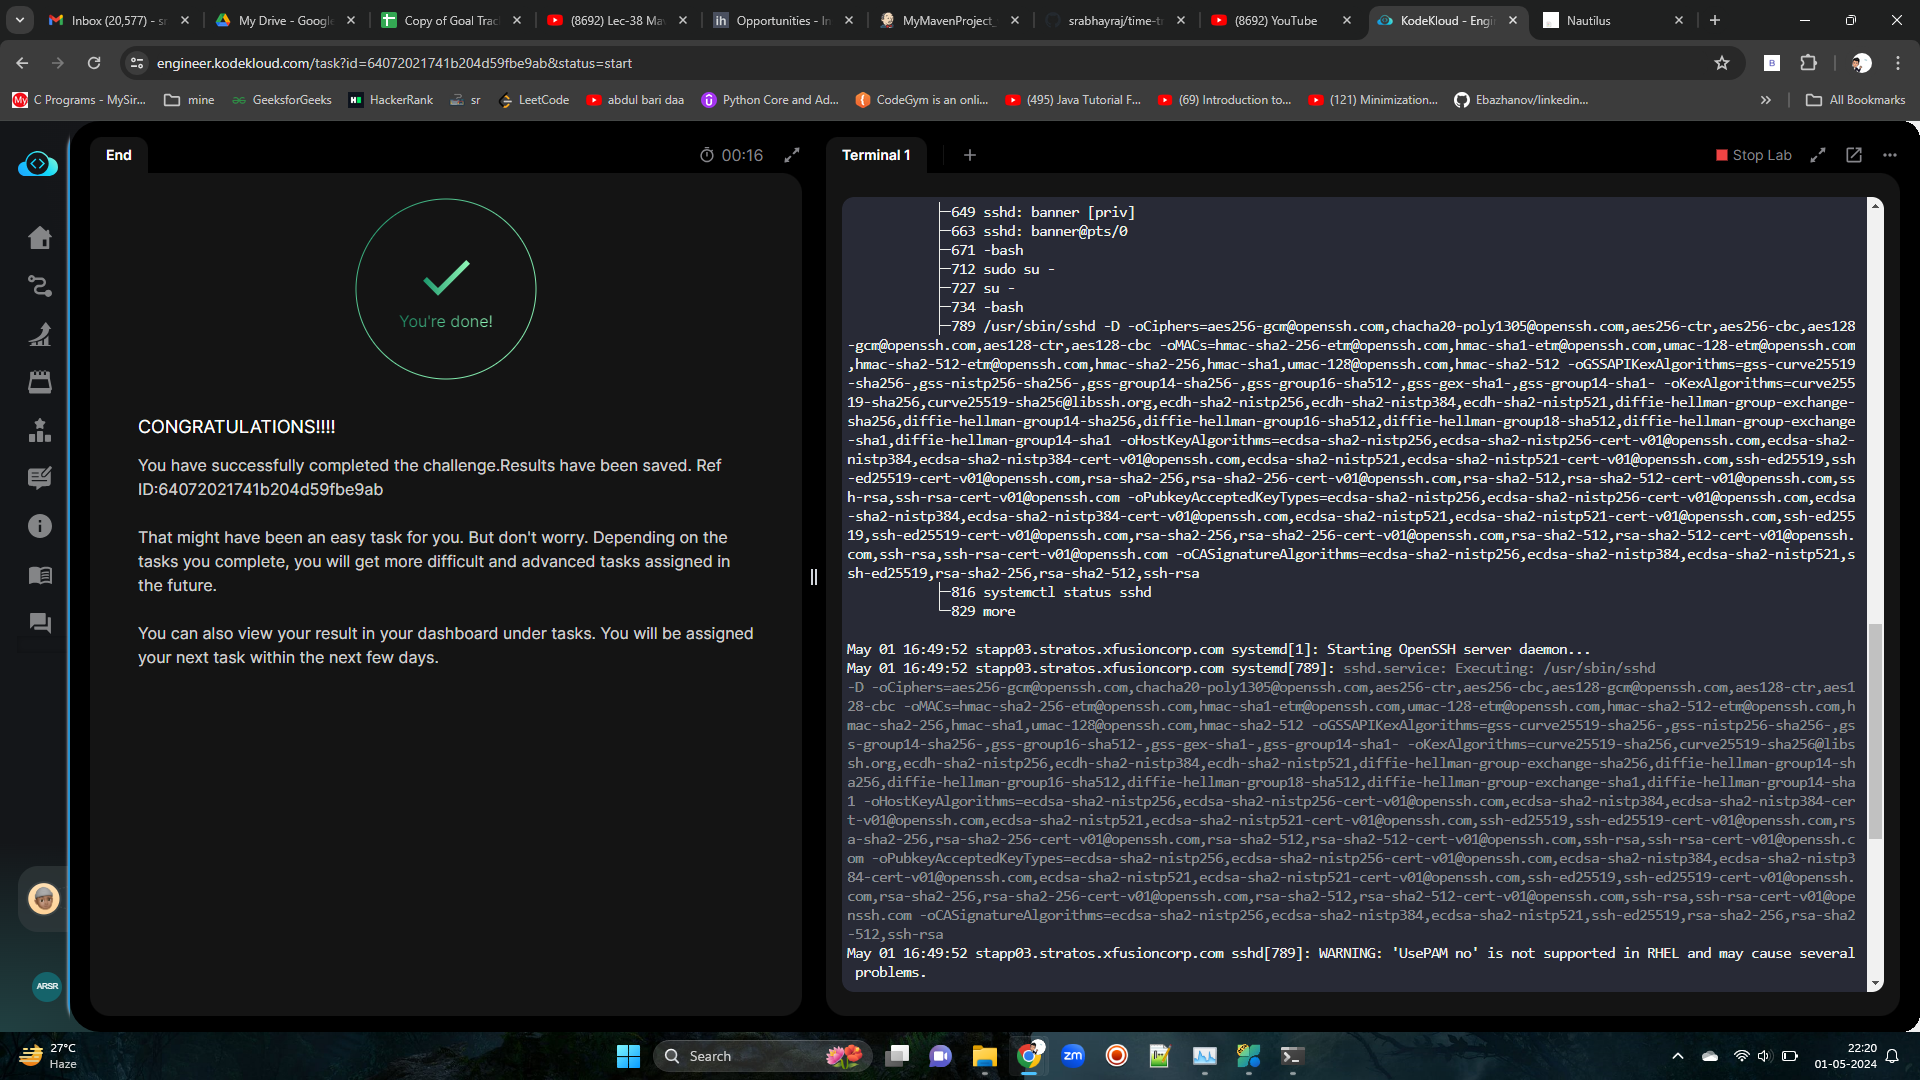 Inbox (20,577) - sr
My Drive - Google
Copy of Goal Trac
(8692) Lec-38 Ma
Opportunities - In
MyMavenProject_
srabhayraj/time-tr
(8692) YouTube
KodeKloud - Engi
Nautilus
engineer.kodekloud.com/task?id=64072021741b204d59fbe9ab&status=start
C Programs - MySir...
mine
GeeksforGeeks
HackerRank
sr
LeetCode
abdul bari daa
Python Core and Ad...
CodeGym is an onli...
(495) Java Tutorial F...
(69) Introduction to...
(121) Minimization...
Ebazhanov/linkedin...
All Bookmarks
End
00:16
You're done!
CONGRATULATIONS!!!!
You have successfully completed the challenge.Results have been saved. Ref
ID:64072021741b204d59fbe9ab
That might have been an easy task for you. But don't worry. Depending on the
tasks you complete, you will get more difficult and advanced tasks assigned in
the future.
You can also view your result in your dashboard under tasks. You will be assigned
your next task within the next few days.
ARSR
Terminal 1
Stop Lab
├─649 sshd: banner [priv]
├─663 sshd: banner@pts/0
├─671 -bash
├─712 sudo su -
├─727 su -
├─734 -bash
├─789 /usr/sbin/sshd -D -oCiphers=aes256-gcm@openssh.com,chacha20-poly1305@openssh.com,aes256-ctr,aes256-cbc,aes128
-gcm@openssh.com,aes128-ctr,aes128-cbc -oMACs=hmac-sha2-256-etm@openssh.com,hmac-sha1-etm@openssh.com,umac-128-etm@openssh.com
,hmac-sha2-512-etm@openssh.com,hmac-sha2-256,hmac-sha1,umac-128@openssh.com,hmac-sha2-512 -oGSSAPIKexAlgorithms=gss-curve25519
-sha256-,gss-nistp256-sha256-,gss-group14-sha256-,gss-group16-sha512-,gss-gex-sha1-,gss-group14-sha1- -oKexAlgorithms=curve255
19-sha256,curve25519-sha256@libssh.org,ecdh-sha2-nistp256,ecdh-sha2-nistp384,ecdh-sha2-nistp521,diffie-hellman-group-exchange-
sha256,diffie-hellman-group14-sha256,diffie-hellman-group16-sha512,diffie-hellman-group18-sha512,diffie-hellman-group-exchange
-sha1,diffie-hellman-group14-sha1 -oHostKeyAlgorithms=ecdsa-sha2-nistp256,ecdsa-sha2-nistp256-cert-v01@openssh.com,ecdsa-sha2-
nistp384,ecdsa-sha2-nistp384-cert-v01@openssh.com,ecdsa-sha2-nistp521,ecdsa-sha2-nistp521-cert-v01@openssh.com,ssh-ed25519,ssh
-ed25519-cert-v01@openssh.com,rsa-sha2-256,rsa-sha2-256-cert-v01@openssh.com,rsa-sha2-512,rsa-sha2-512-cert-v01@openssh.com,ss
h-rsa,ssh-rsa-cert-v01@openssh.com -oPubkeyAcceptedKeyTypes=ecdsa-sha2-nistp256,ecdsa-sha2-nistp256-cert-v01@openssh.com,ecdsa
-sha2-nistp384,ecdsa-sha2-nistp384-cert-v01@openssh.com,ecdsa-sha2-nistp521,ecdsa-sha2-nistp521-cert-v01@openssh.com,ssh-ed255
19,ssh-ed25519-cert-v01@openssh.com,rsa-sha2-256,rsa-sha2-256-cert-v01@openssh.com,rsa-sha2-512,rsa-sha2-512-cert-v01@openssh.
com,ssh-rsa,ssh-rsa-cert-v01@openssh.com -oCASignatureAlgorithms=ecdsa-sha2-nistp256,ecdsa-sha2-nistp384,ecdsa-sha2-nistp521,s
sh-ed25519,rsa-sha2-256,rsa-sha2-512,ssh-rsa
├─816 systemctl status sshd
└─829 more
May 01 16:49:52 stapp03.stratos.xfusioncorp.com systemd[1]: Starting OpenSSH server daemon...
May 01 16:49:52 stapp03.stratos.xfusioncorp.com systemd[789]: sshd.service: Executing: /usr/sbin/sshd
-D -oCiphers=aes256-gcm@openssh.com,chacha20-poly1305@openssh.com,aes256-ctr,aes256-cbc,aes128-gcm@openssh.com,aes128-ctr,aes1
28-cbc -oMACs=hmac-sha2-256-etm@openssh.com,hmac-sha1-etm@openssh.com,umac-128-etm@openssh.com,hmac-sha2-512-etm@openssh.com,h
mac-sha2-256,hmac-sha1,umac-128@openssh.com,hmac-sha2-512 -oGSSAPIKexAlgorithms=gss-curve25519-sha256-,gss-nistp256-sha256-,gs
s-group14-sha256-,gss-group16-sha512-,gss-gex-sha1-,gss-group14-sha1- -oKexAlgorithms=curve25519-sha256,curve25519-sha256@libs
sh.org,ecdh-sha2-nistp256,ecdh-sha2-nistp384,ecdh-sha2-nistp521,diffie-hellman-group-exchange-sha256,diffie-hellman-group14-sh
a256,diffie-hellman-group16-sha512,diffie-hellman-group18-sha512,diffie-hellman-group-exchange-sha1,diffie-hellman-group14-sha
1 -oHostKeyAlgorithms=ecdsa-sha2-nistp256,ecdsa-sha2-nistp256-cert-v01@openssh.com,ecdsa-sha2-nistp384,ecdsa-sha2-nistp384-cer
t-v01@openssh.com,ecdsa-sha2-nistp521,ecdsa-sha2-nistp521-cert-v01@openssh.com,ssh-ed25519,ssh-ed25519-cert-v01@openssh.com,rs
a-sha2-256,rsa-sha2-256-cert-v01@openssh.com,rsa-sha2-512,rsa-sha2-512-cert-v01@openssh.com,ssh-rsa,ssh-rsa-cert-v01@openssh.c
om -oPubkeyAcceptedKeyTypes=ecdsa-sha2-nistp256,ecdsa-sha2-nistp256-cert-v01@openssh.com,ecdsa-sha2-nistp384,ecdsa-sha2-nistp3
84-cert-v01@openssh.com,ecdsa-sha2-nistp521,ecdsa-sha2-nistp521-cert-v01@openssh.com,ssh-ed25519,ssh-ed25519-cert-v01@openssh.
com,rsa-sha2-256,rsa-sha2-256-cert-v01@openssh.com,rsa-sha2-512,rsa-sha2-512-cert-v01@openssh.com,ssh-rsa,ssh-rsa-cert-v01@ope
nssh.com -oCASignatureAlgorithms=ecdsa-sha2-nistp256,ecdsa-sha2-nistp384,ecdsa-sha2-nistp521,ssh-ed25519,rsa-sha2-256,rsa-sha2
-512,ssh-rsa
May 01 16:49:52 stapp03.stratos.xfusioncorp.com sshd[789]: WARNING: 'UsePAM no' is not supported in RHEL and may cause several
problems.
27°C
Haze
Search
zm
22:20
01-05-2024